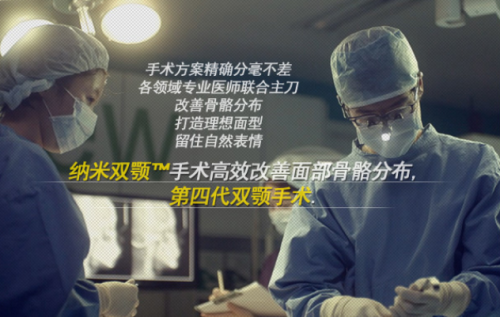 手术方案精确分毫不差
各领域专业医师联合主刀
改善骨骼分布
打造理想面型
留住自然表情
纳米双颚™手术高效改善面部骨骼分布,
第四代双颚手术.